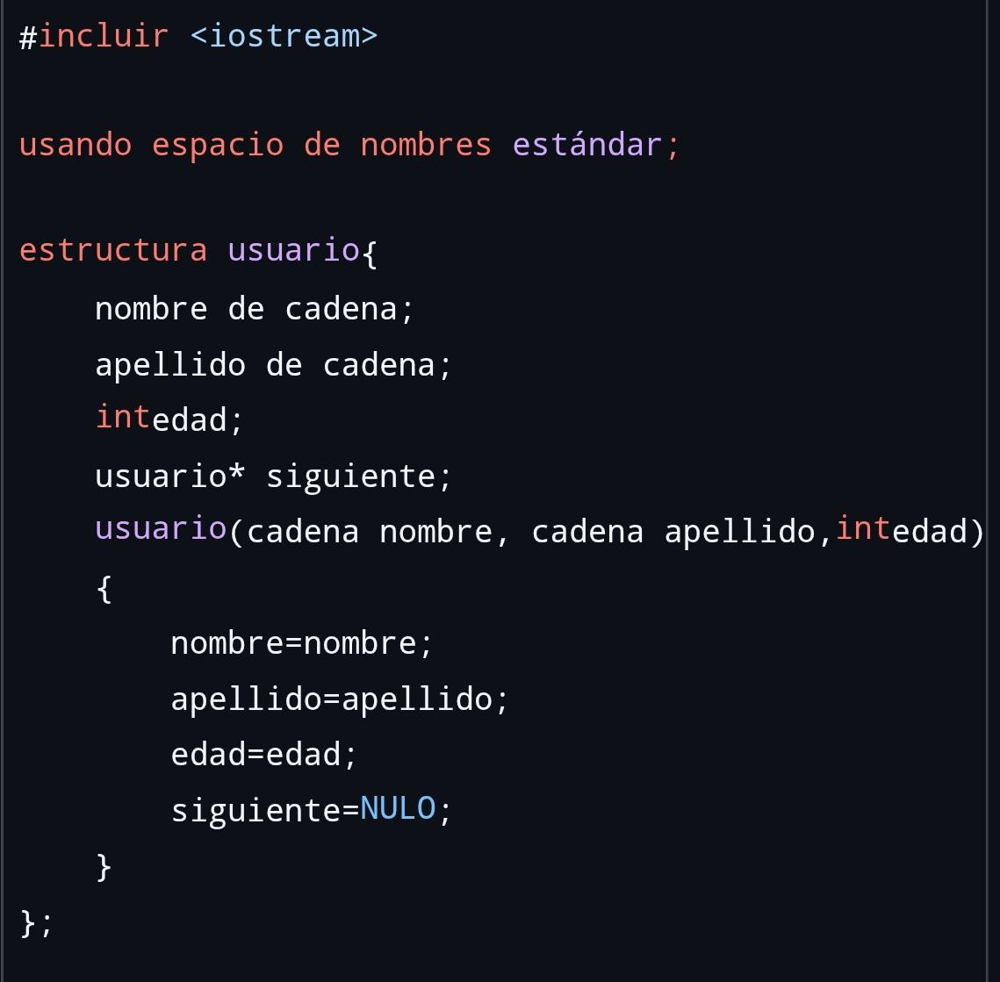 #incluir <iostream>
usando espacio de nombres estándar;
estructura usuario{
nombre de cadena;
apellido de cadena;
intedad;
usuario* siguiente;
usuario(cadena nombre, cadena apellido,intedad)
{
nombre=nombre;
apellido=apellido;
edad=edad;
siguiente=NULO;
}
};